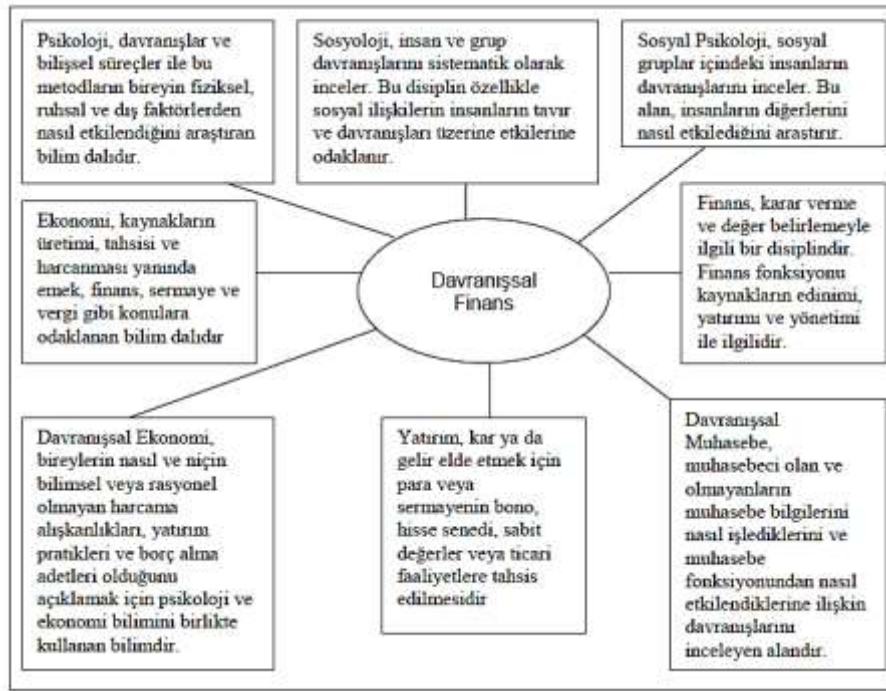 Psikoloji, davranışlar ve
bilişsel süreçler ile bu
metodların bireyin fiziksel,
ruhsal ve dış faktörlerden
nasıl etkilendiğini araştıran
bilim dalıdır.
Sosyoloji, insan ve grup
davranışlarını sistematik olarak
inceler. Bu disiplin özellikle
sosyal ilişkilerin insanların tavır
ve davranışları üzerine etkilerine
odaklanır.
Sosyal Psikoloji, sosyal
gruplar içindeki insanların
davranışlarını inceler. Bu
alan, insanların diğerlerini
nasıl etkilediğini araştırır.
Ekonomi, kaynakların
üretimi, tahsisi ve
harcanması yanında
emek, finans, sermaye ve
vergi gibi konulara
odaklanan bilim dalıdır
Davranışsal
Finans
Finans, karar verme
ve değer belirlemeyle
ilgili bir disiplindir.
Finans fonksiyonu
kaynakların edinimi,
yatırımı ve yönetimi
ile ilgilidir.
Davranışsal Ekonomi,
bireylerin nasıl ve niçin
bilimsel veya rasyonel
olmayan harcama
alışkanlıkları, yatırım
pratikleri ve borç alma
adetleri olduğunu
açıklamak için psikoloji ve
ekonomi bilimini birlikte
kullanan bilimdir.
Yatırım, kar ya da
gelir elde etmek için
para veya
sermayenin bono,
hisse senedi, sabit
değerler veya ticari
faaliyetlere tahsis
edilmesidir
Davranışsal
Muhasebe,
muhasebeci olan ve
olmayanların
muhasebe bilgilerini
nasıl işlediklerini ve
muhasebe
fonksiyonundan nasıl
etkilendiklerine ilişkin
davranışlarını
inceleyen alandır.